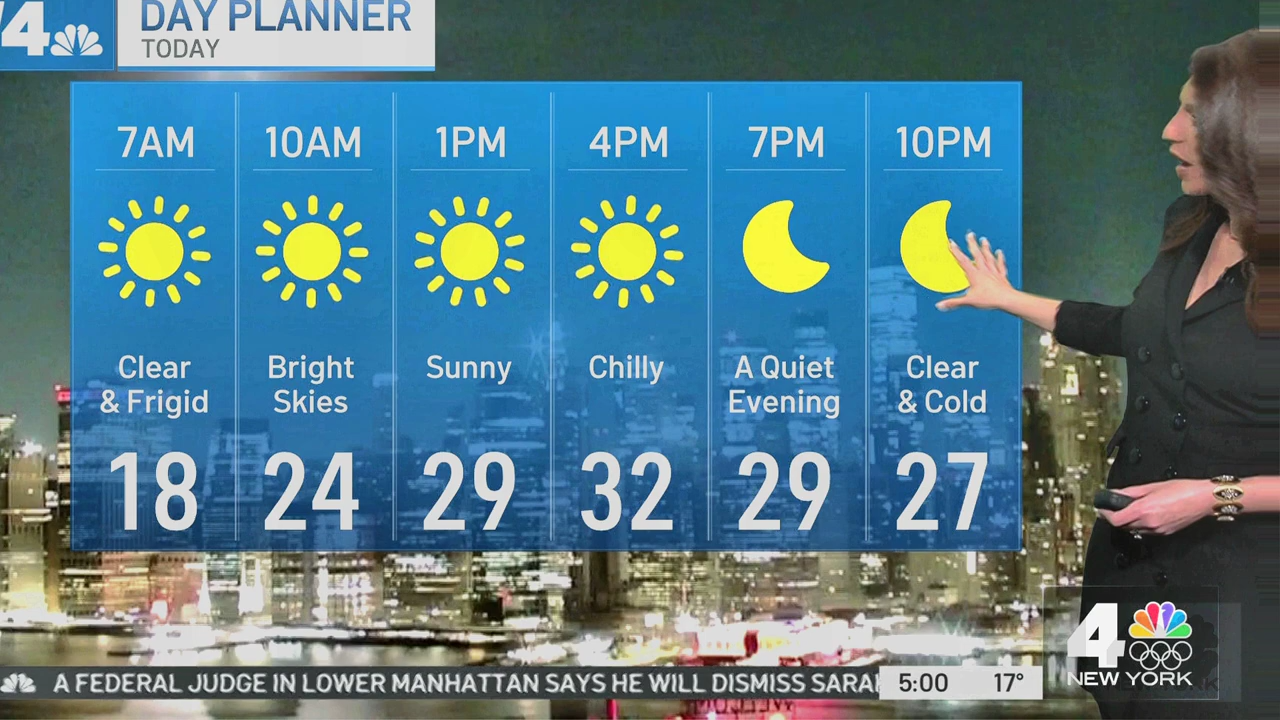 4
DAY PLANNER
TODAY
7AM
10AM
1PM
4PM
7PM
10PM
Clear
& Frigid
Bright
Skies
Sunny
Chilly
A Quiet
Evening
Clear
& Cold
18
24
29
32
29
27
A FEDERAL JUDGE IN LOWER MANHATTAN SAYS HE WILL DISMISS SARA
5:00
17°
4
NEW YORK